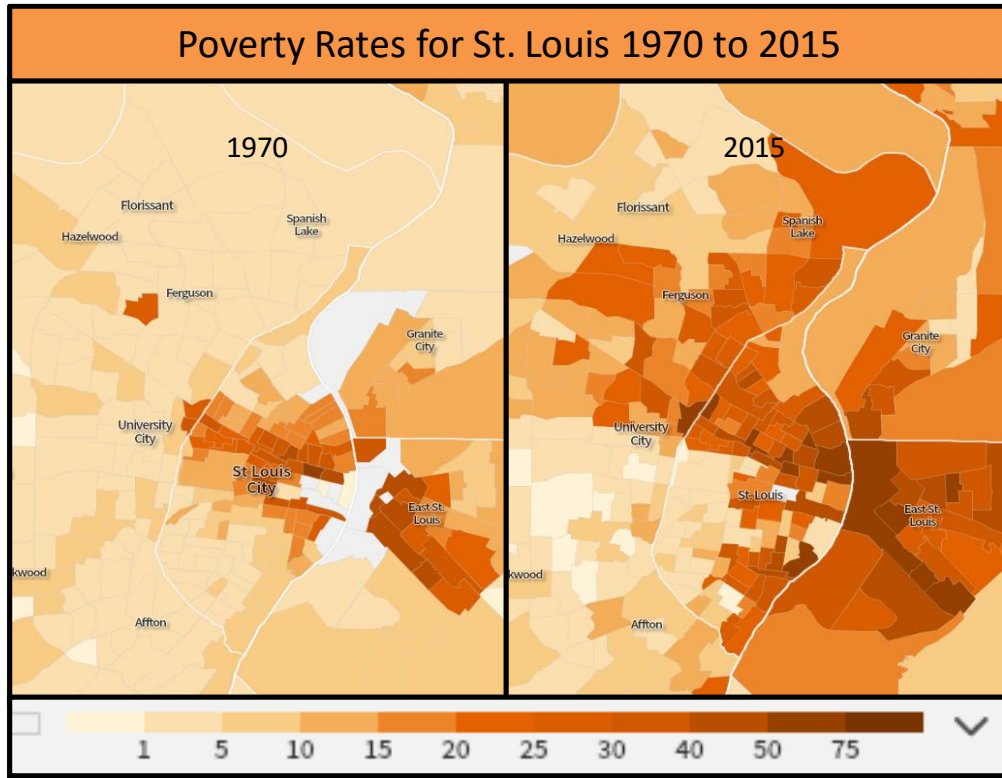 Poverty Rates for St. Louis 1970 to 2015
1970
Florissant
Hazelwood
Spanish
Lake
Ferguson
Granite
City
University
City
St Louis
City
East St.
Louis
kwood
Affton
2015
Florissant
Hazelwood
Spanish
Lake
Ferguson
Granite
City
University
City
St. Louis
East St.
Louis
kwood
Affton
1 5 10 15 20 25 30 40 50 75